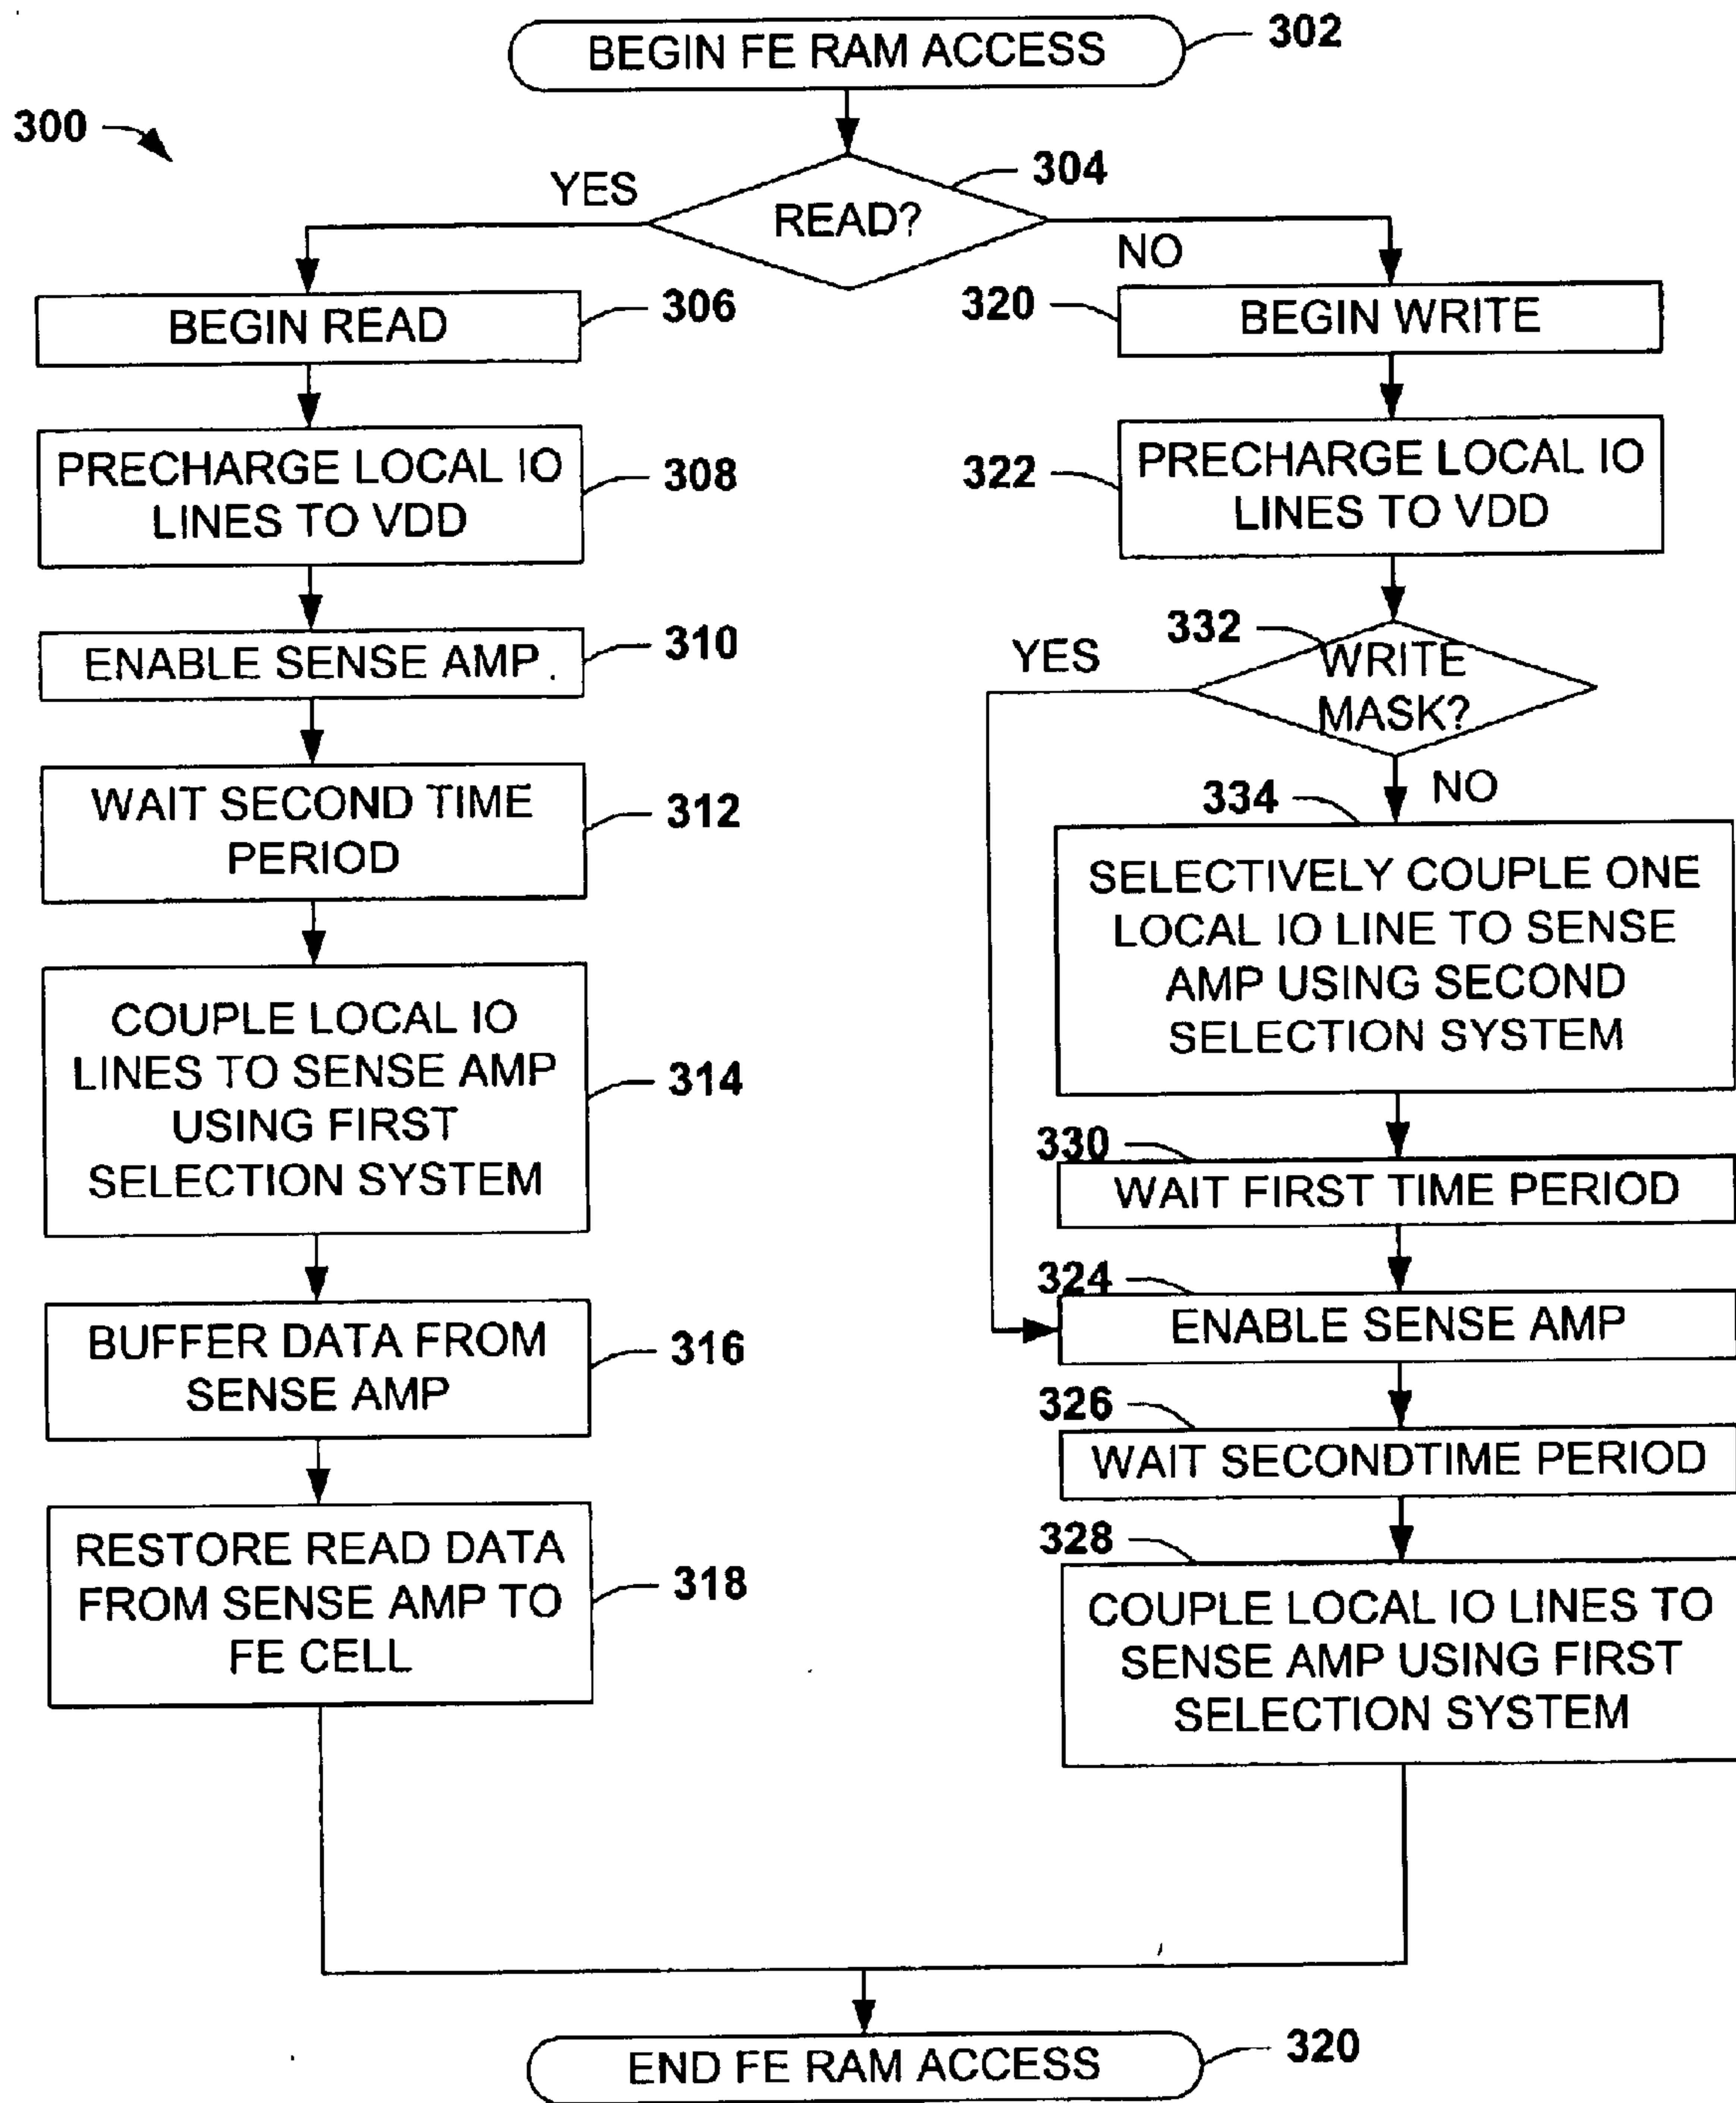 BEGIN FE RAM ACCESS
302
300
304
READ?
YES
NO
BEGIN READ
306
PRECHARGE LOCAL IO
LINES TO VDD
308
ENABLE SENSE AMP
310
WAIT SECOND TIME
PERIOD
312
COUPLE LOCAL IO
LINES TO SENSE AMP
USING FIRST
SELECTION SYSTEM
314
BUFFER DATA FROM
SENSE AMP
316
RESTORE READ DATA
FROM SENSE AMP TO
FE CELL
318
320
BEGIN WRITE
322
PRECHARGE LOCAL IO
LINES TO VDD
332
WRITE
MASK?
YES
NO
334
SELECTIVELY COUPLE ONE
LOCAL IO LINE TO SENSE
AMP USING SECOND
SELECTION SYSTEM
330
WAIT FIRST TIME PERIOD
324
ENABLE SENSE AMP
326
WAIT SECONDTIME PERIOD
328
COUPLE LOCAL IO LINES TO
SENSE AMP USING FIRST
SELECTION SYSTEM
END FE RAM ACCESS
320